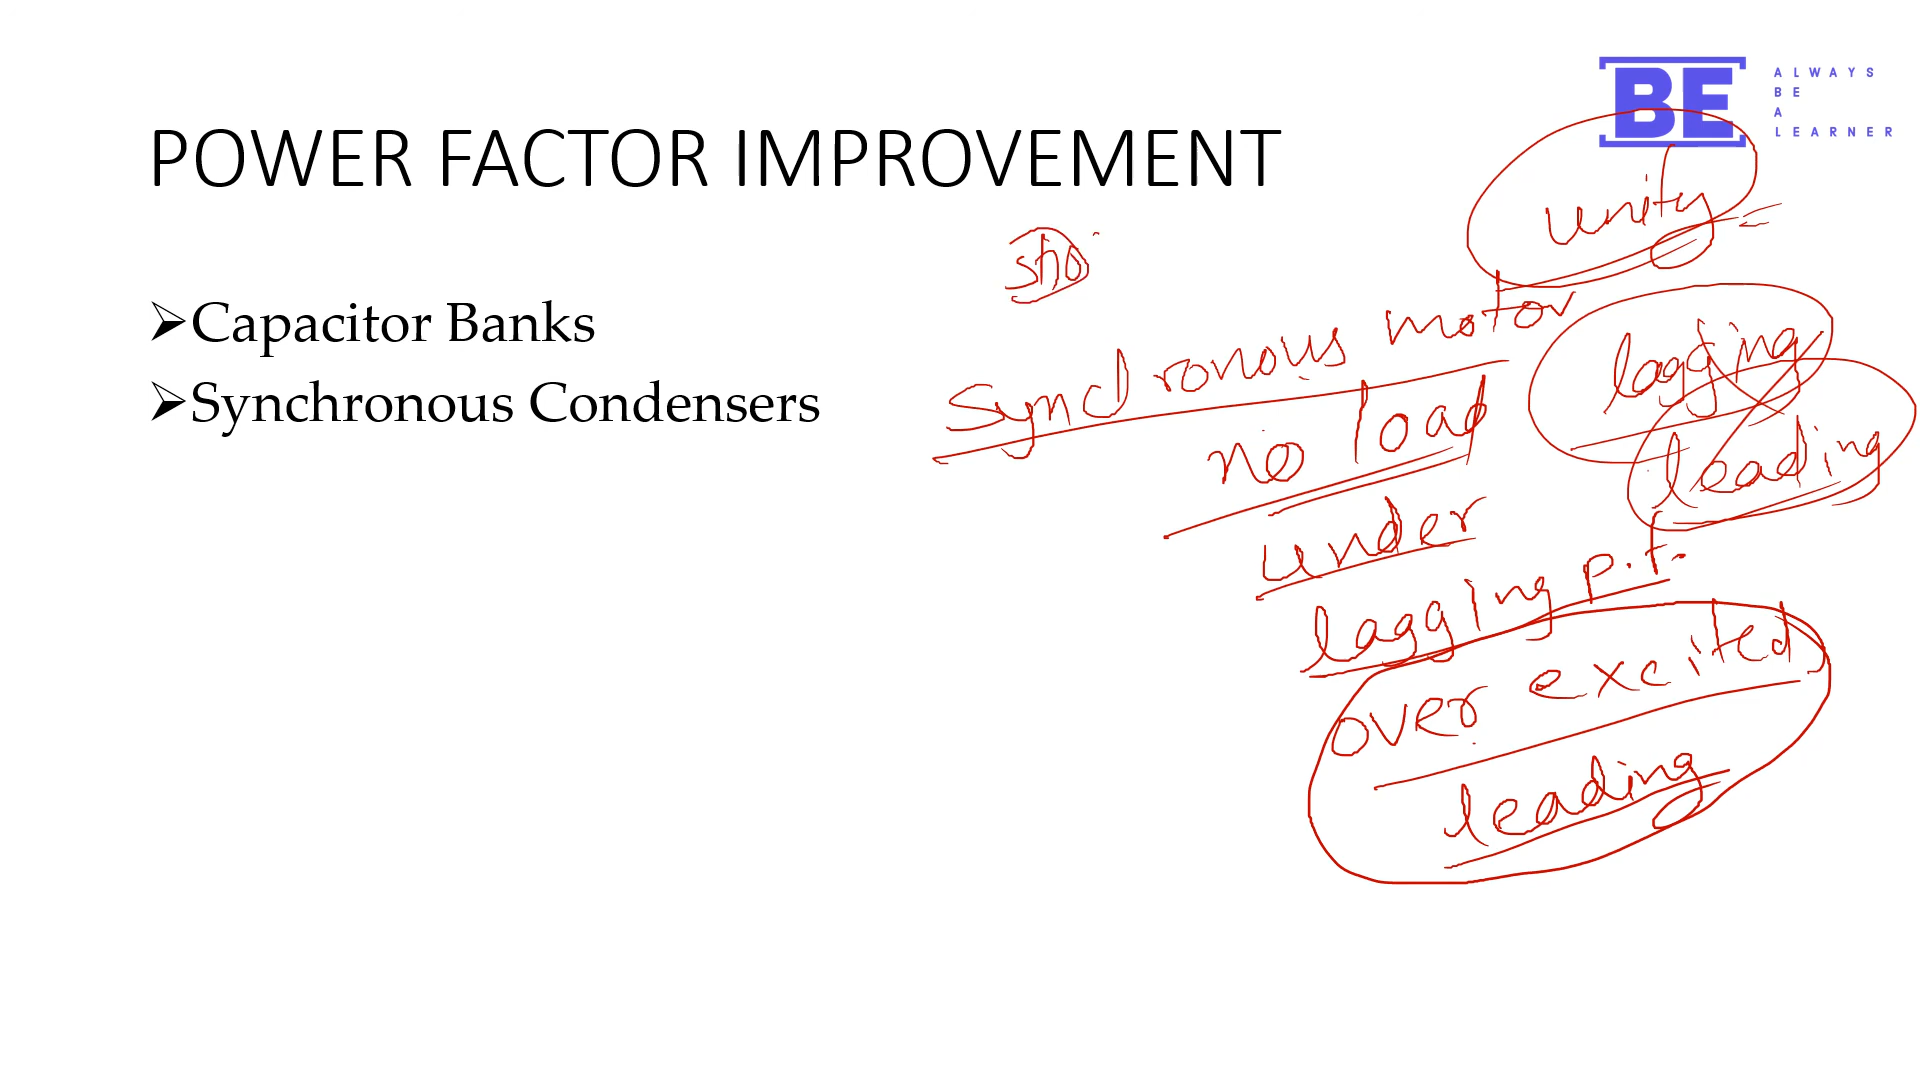 BE
ALWAYS
BE
A
LEARNER
POWER FACTOR IMPROVEMENT
➢Capacitor Banks
➢Synchronous Condensers
unity
Synchronous motor
lagging
no load
leading
under
lagging p.f.
over excited
leading